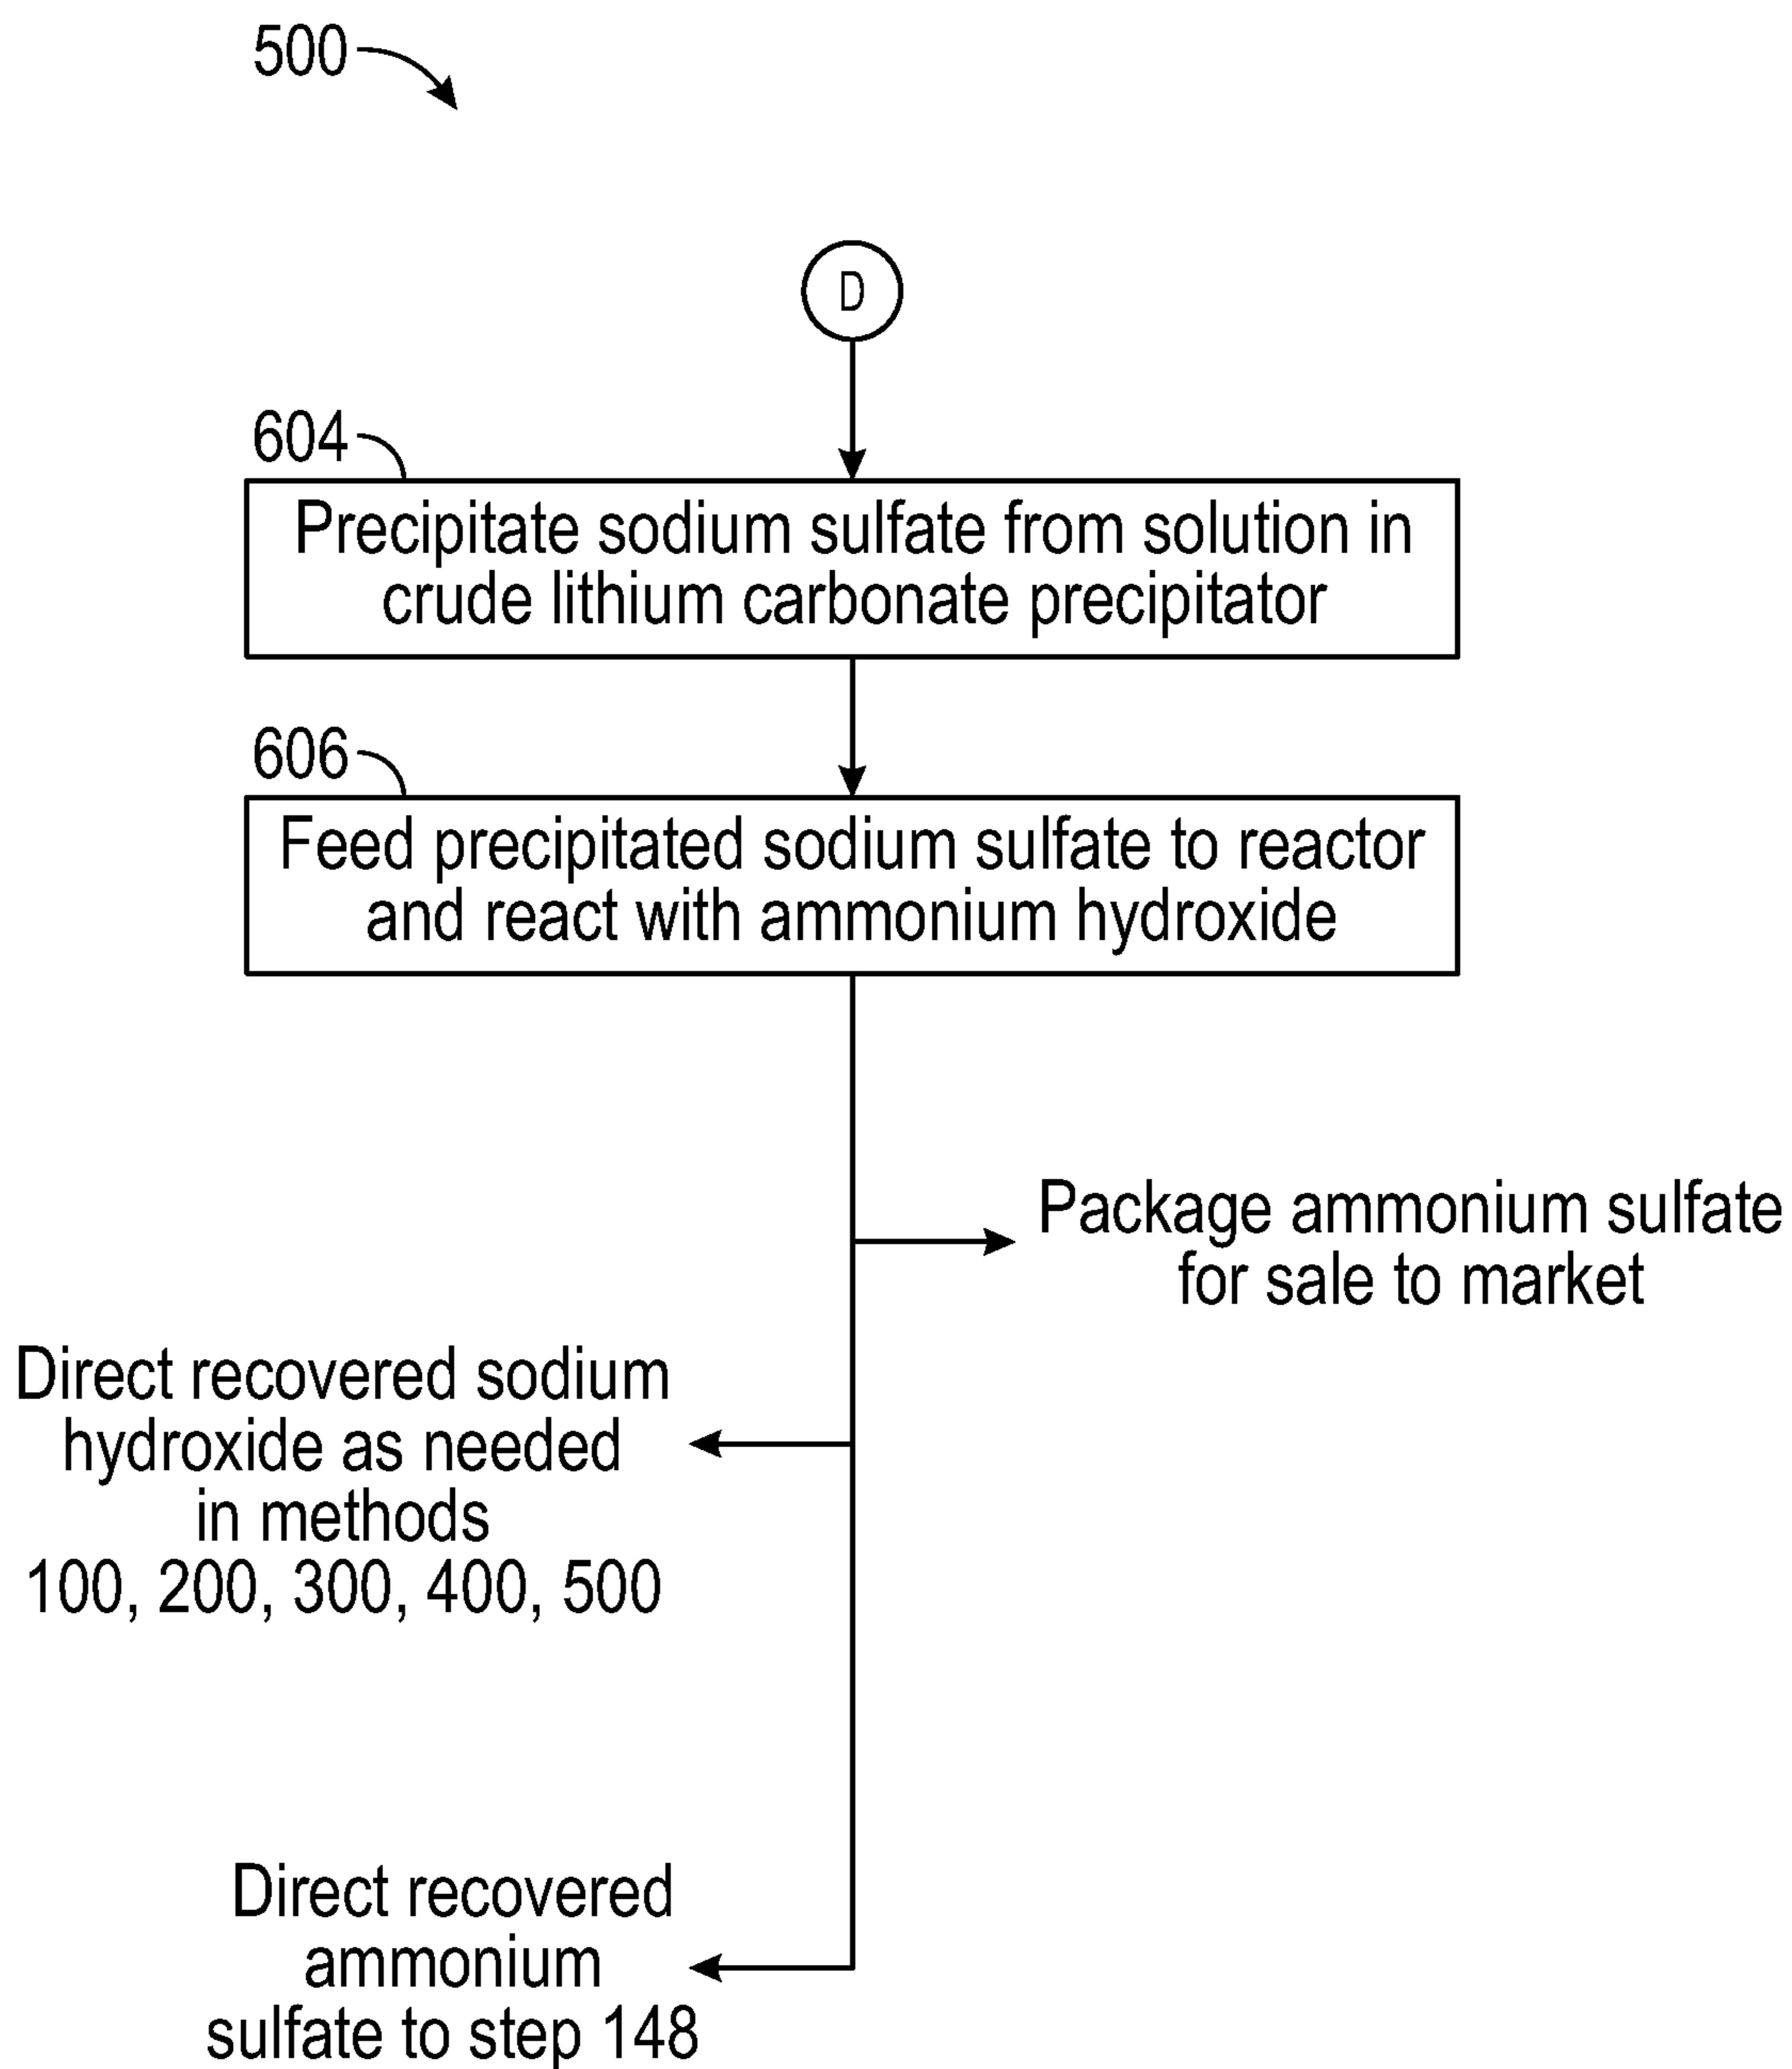 500
D
604
Precipitate sodium sulfate from solution in
crude lithium carbonate precipitator
606
Feed precipitated sodium sulfate to reactor
and react with ammonium hydroxide
Package ammonium sulfate
for sale to market
Direct recovered sodium
hydroxide as needed
in methods
100, 200, 300, 400, 500
Direct recovered
ammonium
sulfate to step 148